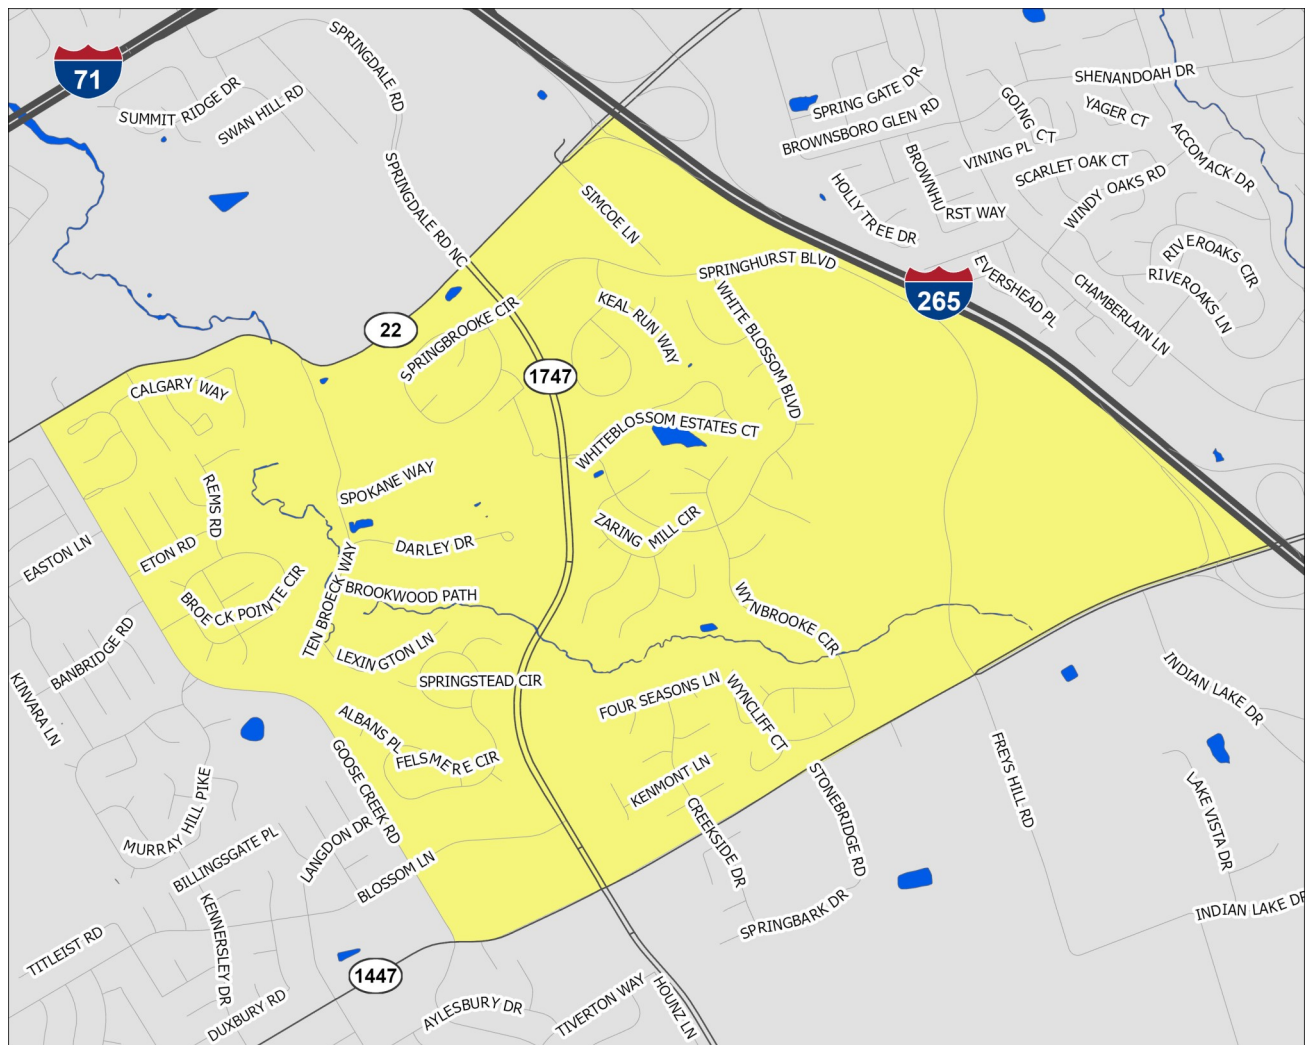 71
SPRINGDALE RD
SUMMIT RIDGE DR
SWAN HILL RD
SPRING GATE DR
BROWNSBORO GLEN RD
SHENANDOAH DR
GOING CT
YAGER CT
ACCOMACK DR
VINING PL
SCARLET OAK CT
WINDY OAKS RD
BROWNHURST WAY
HOLLY TREE DR
SPRINGDALE RD NC
SIMCOE LN
SPRINGHURST BLVD
265
EVERSHEAD PL
CHAMBERLAIN LN
RIVEROAKS CIR
RIVEROAKS LN
22
SPRINGBROOKE CIR
KEAL RUN WAY
WHITE BLOSSOM BLVD
1747
CALGARY WAY
WHITEBLOSSOM ESTATES CT
SPOKANE WAY
REMS RD
ZARING MILL CIR
DARLEY DR
EASTON LN
ETON RD
BROECK POINTE CIR
TEN BROECK WAY
BROOKWOOD PATH
WYNBROOKE CIR
BANBRIDGE RD
LEXINGTON LN
SPRINGSTEAD CIR
KINVARA LN
FOUR SEASONS LN
WYNCLIFF CT
INDIAN LAKE DR
ALBANS PL
FELSMERE CIR
GOOSE CREEK RD
KENMONT LN
CREEKSIDE DR
STONEBRIDGE RD
FREYS HILL RD
LAKE VISTA DR
MURRAY HILL PIKE
BILLINGSGATE PL
LANGDON DR
BLOSSOM LN
KENNERSLEY DR
SPRINGBARK DR
INDIAN LAKE DR
TITLEIST RD
1447
DUXBURY RD
AYLESBURY DR
TIVERTON WAY
HOUNZ LN